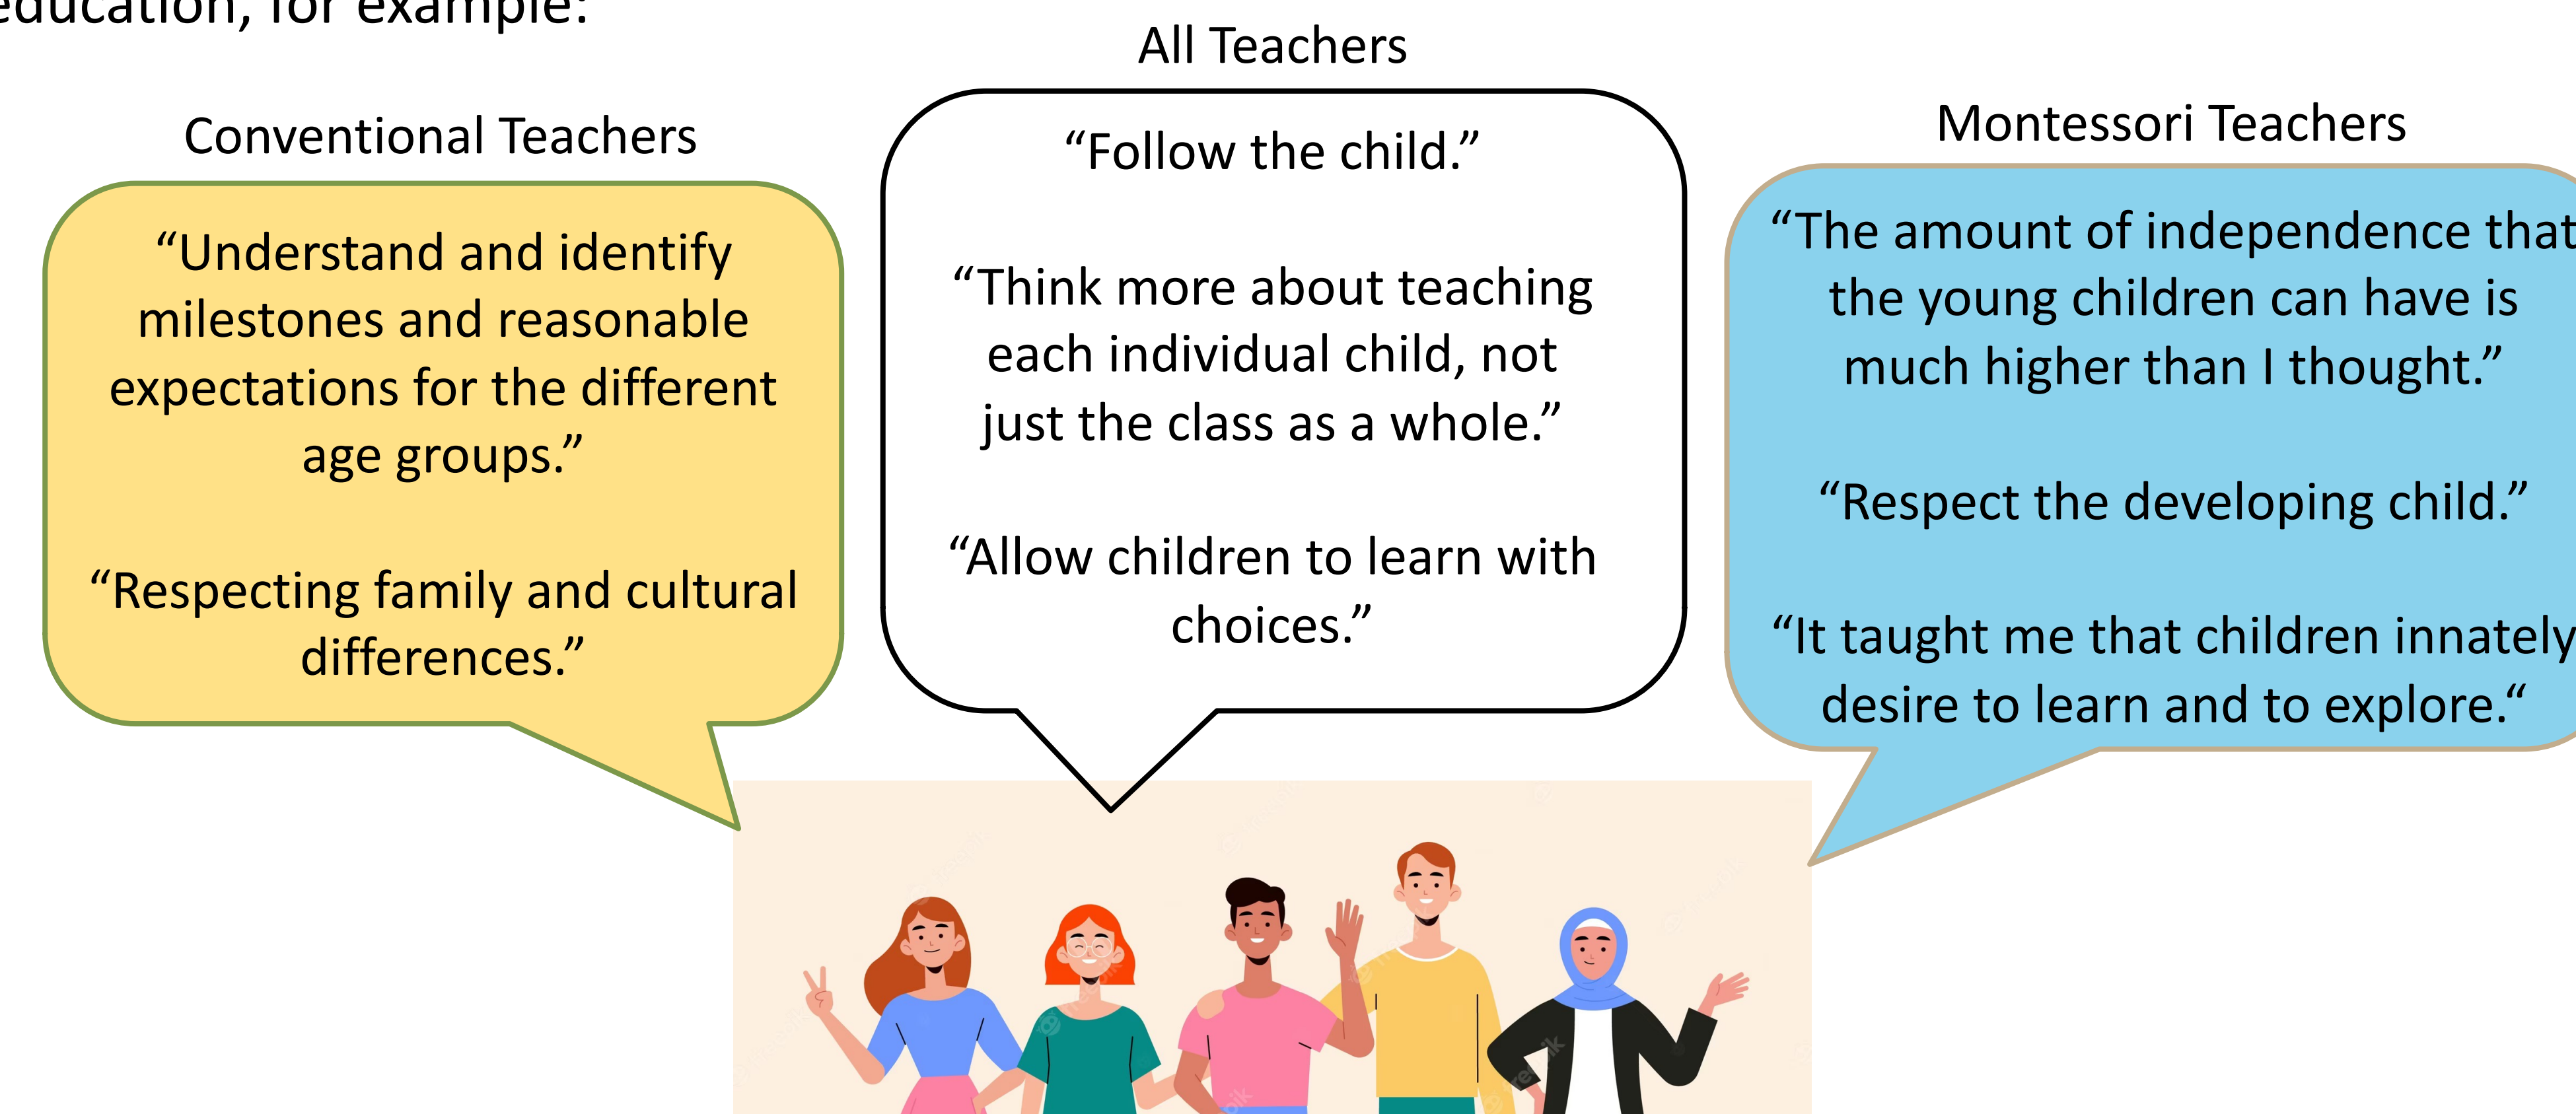 education, for example:
All Teachers
Conventional Teachers
Montessori Teachers
“Understand and identify
milestones and reasonable
expectations for the different
age groups.”
“Respecting family and cultural
differences.”
“Follow the child.”
“Think more about teaching
each individual child, not
just the class as a whole.”
“Allow children to learn with
choices.”
“The amount of independence that
the young children can have is
much higher than I thought.”
“Respect the developing child.”
“It taught me that children innately
desire to learn and to explore.“